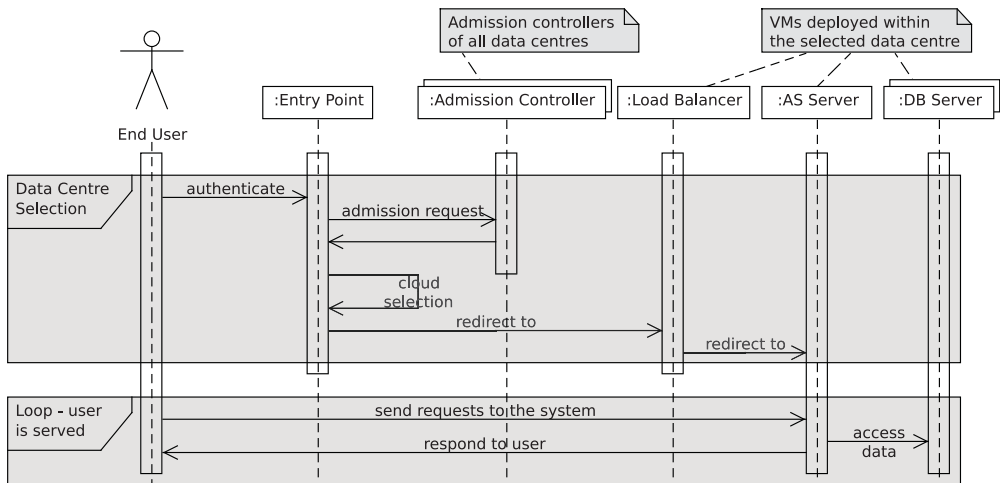 Admission controllers
of all data centres
VMs deployed within
the selected data centre
End User
:Entry Point
:Admission Controller
:Load Balancer
:AS Server
:DB Server
Data Centre
Selection
authenticate
admission request
cloud
selection
redirect to
redirect to
Loop - user
is served
send requests to the system
respond to user
access
data